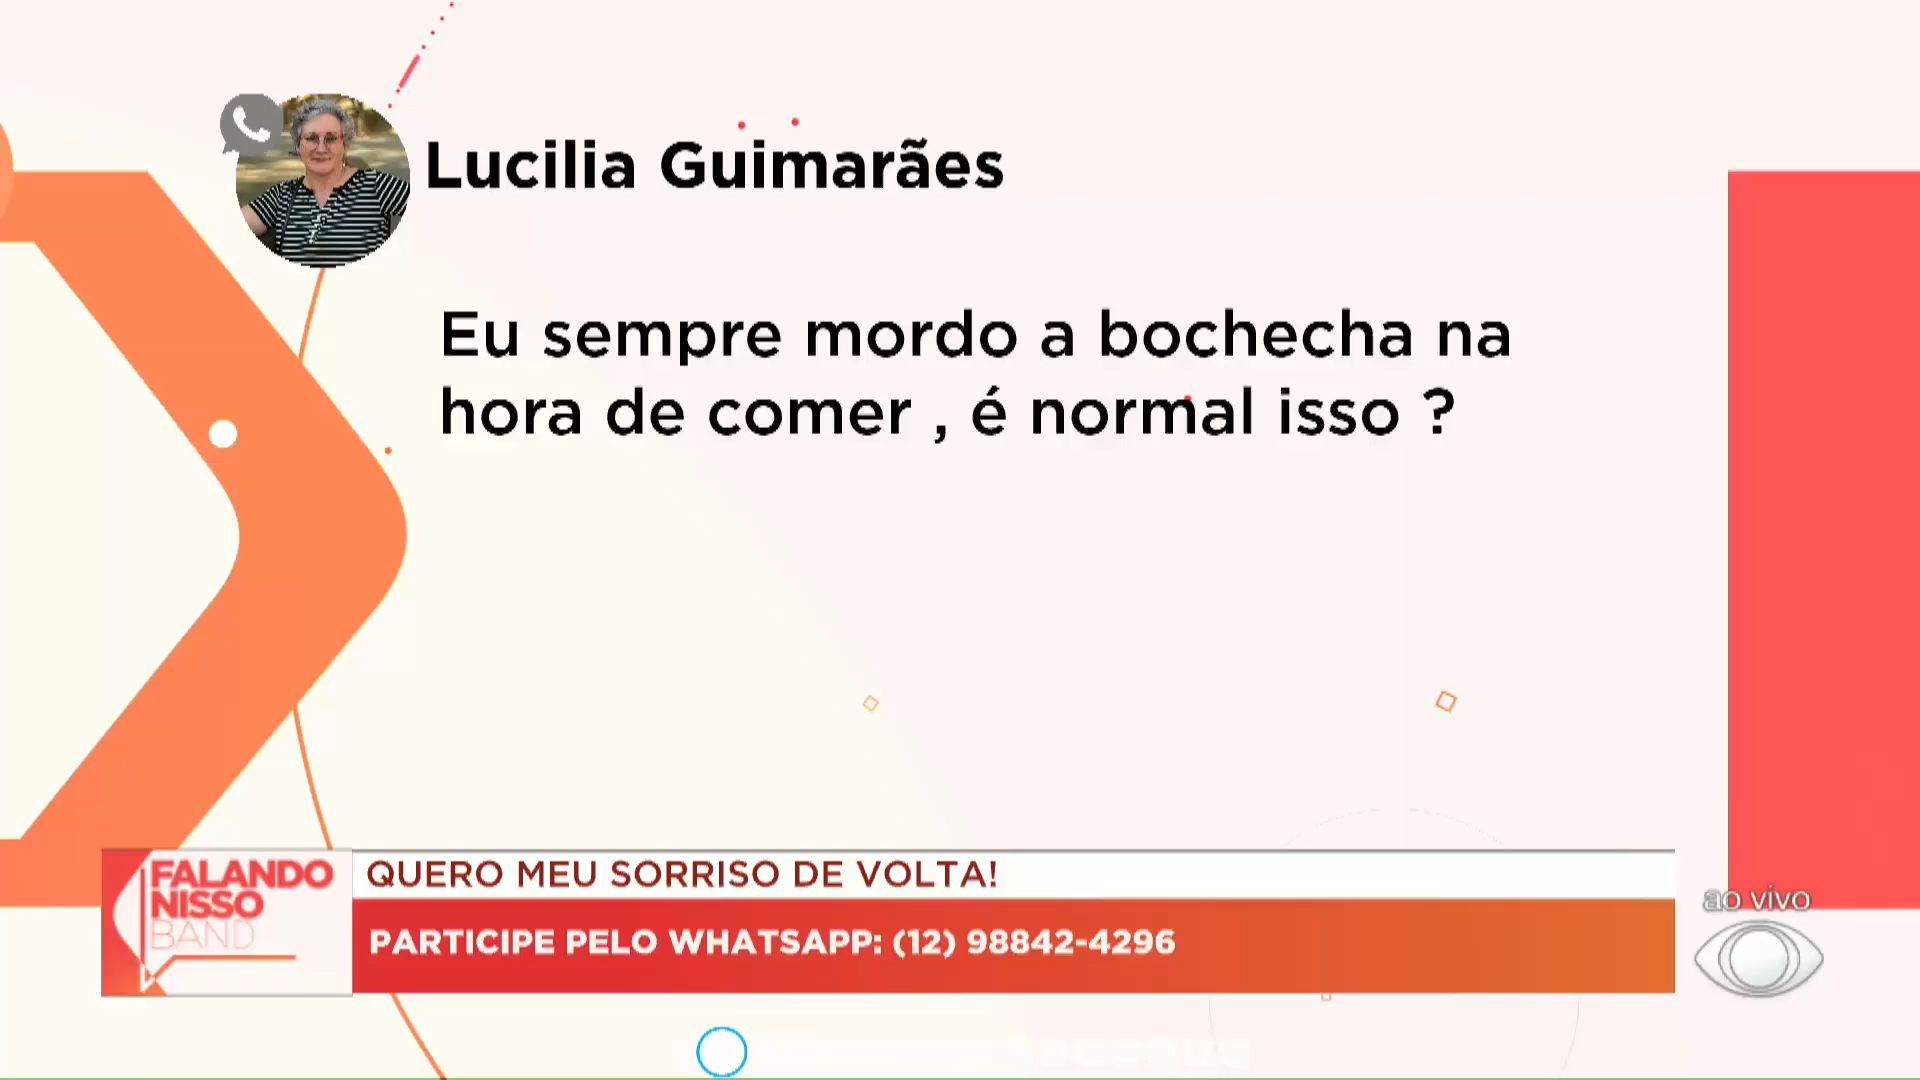 Lucilia Guimarães
Eu sempre mordo a bochecha na
hora de comer , é normal isso ?
FALANDO
NISSO
BAND
QUERO MEU SORRISO DE VOLTA!
PARTICIPE PELO WHATSAPP: (12) 98842-4296
ao vivo